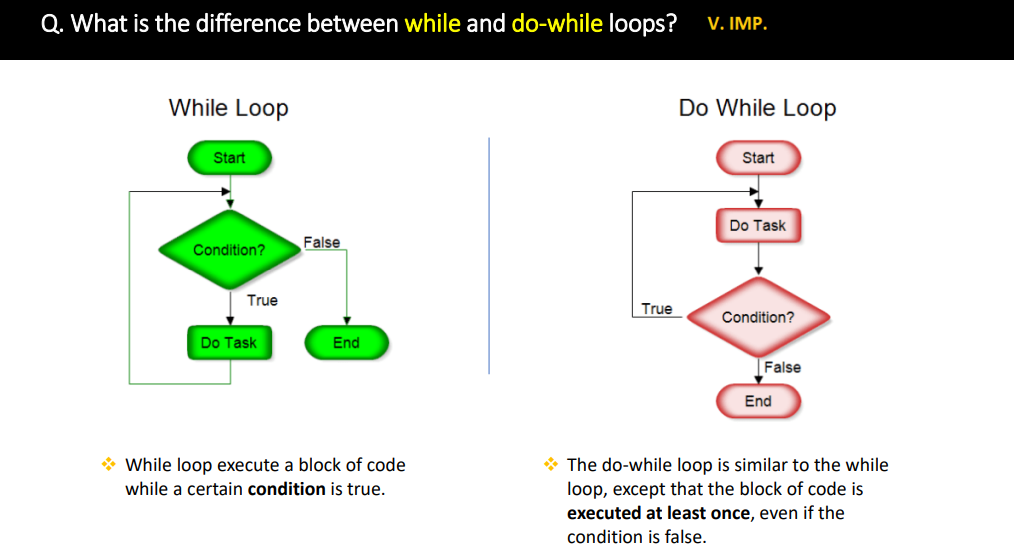 Q. What is the difference between while and do-while loops? V. IMP.
While Loop
Start
Condition?
False
True
Do Task
End
While loop execute a block of code
while a certain condition is true.
Do While Loop
Start
Do Task
True
Condition?
False
End
The do-while loop is similar to the while
loop, except that the block of code is
executed at least once, even if the
condition is false.